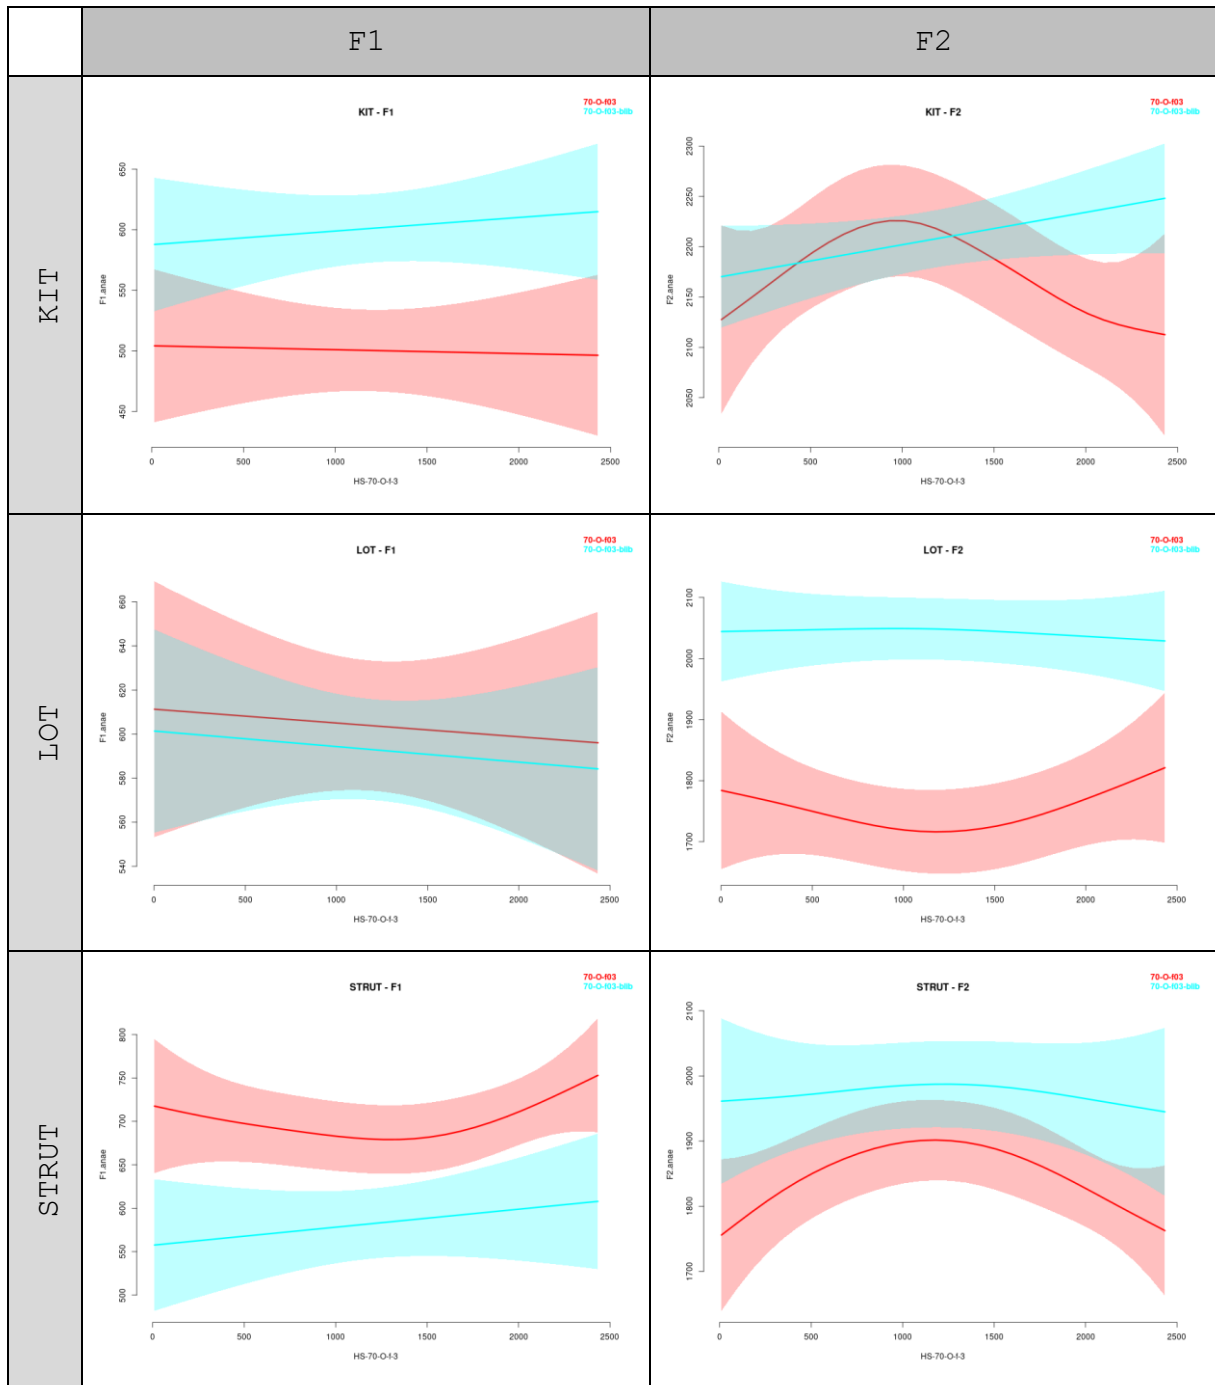 F1 F2
KIT
KIT - F1
70-O-f03
70-O-f03-blib
F1.anae
650
600
550
500
450
0 500 1000 1500 2000 2500
HS-70-O-f-3
KIT - F2
70-O-f03
70-O-f03-blib
F2.anae
2300
2250
2200
2150
2100
2050
0 500 1000 1500 2000 2500
HS-70-O-f-3
LOT
LOT - F1
70-O-f03
70-O-f03-blib
F1.anae
660
640
620
600
580
560
540
0 500 1000 1500 2000 2500
HS-70-O-f-3
LOT - F2
70-O-f03
70-O-f03-blib
F2.anae
2100
2000
1900
1800
1700
0 500 1000 1500 2000 2500
HS-70-O-f-3
STRUT
STRUT - F1
70-O-f03
70-O-f03-blib
F1.anae
800
750
700
650
600
550
500
0 500 1000 1500 2000 2500
HS-70-O-f-3
STRUT - F2
70-O-f03
70-O-f03-blib
F2.anae
2100
2000
1900
1800
1700
0 500 1000 1500 2000 2500
HS-70-O-f-3